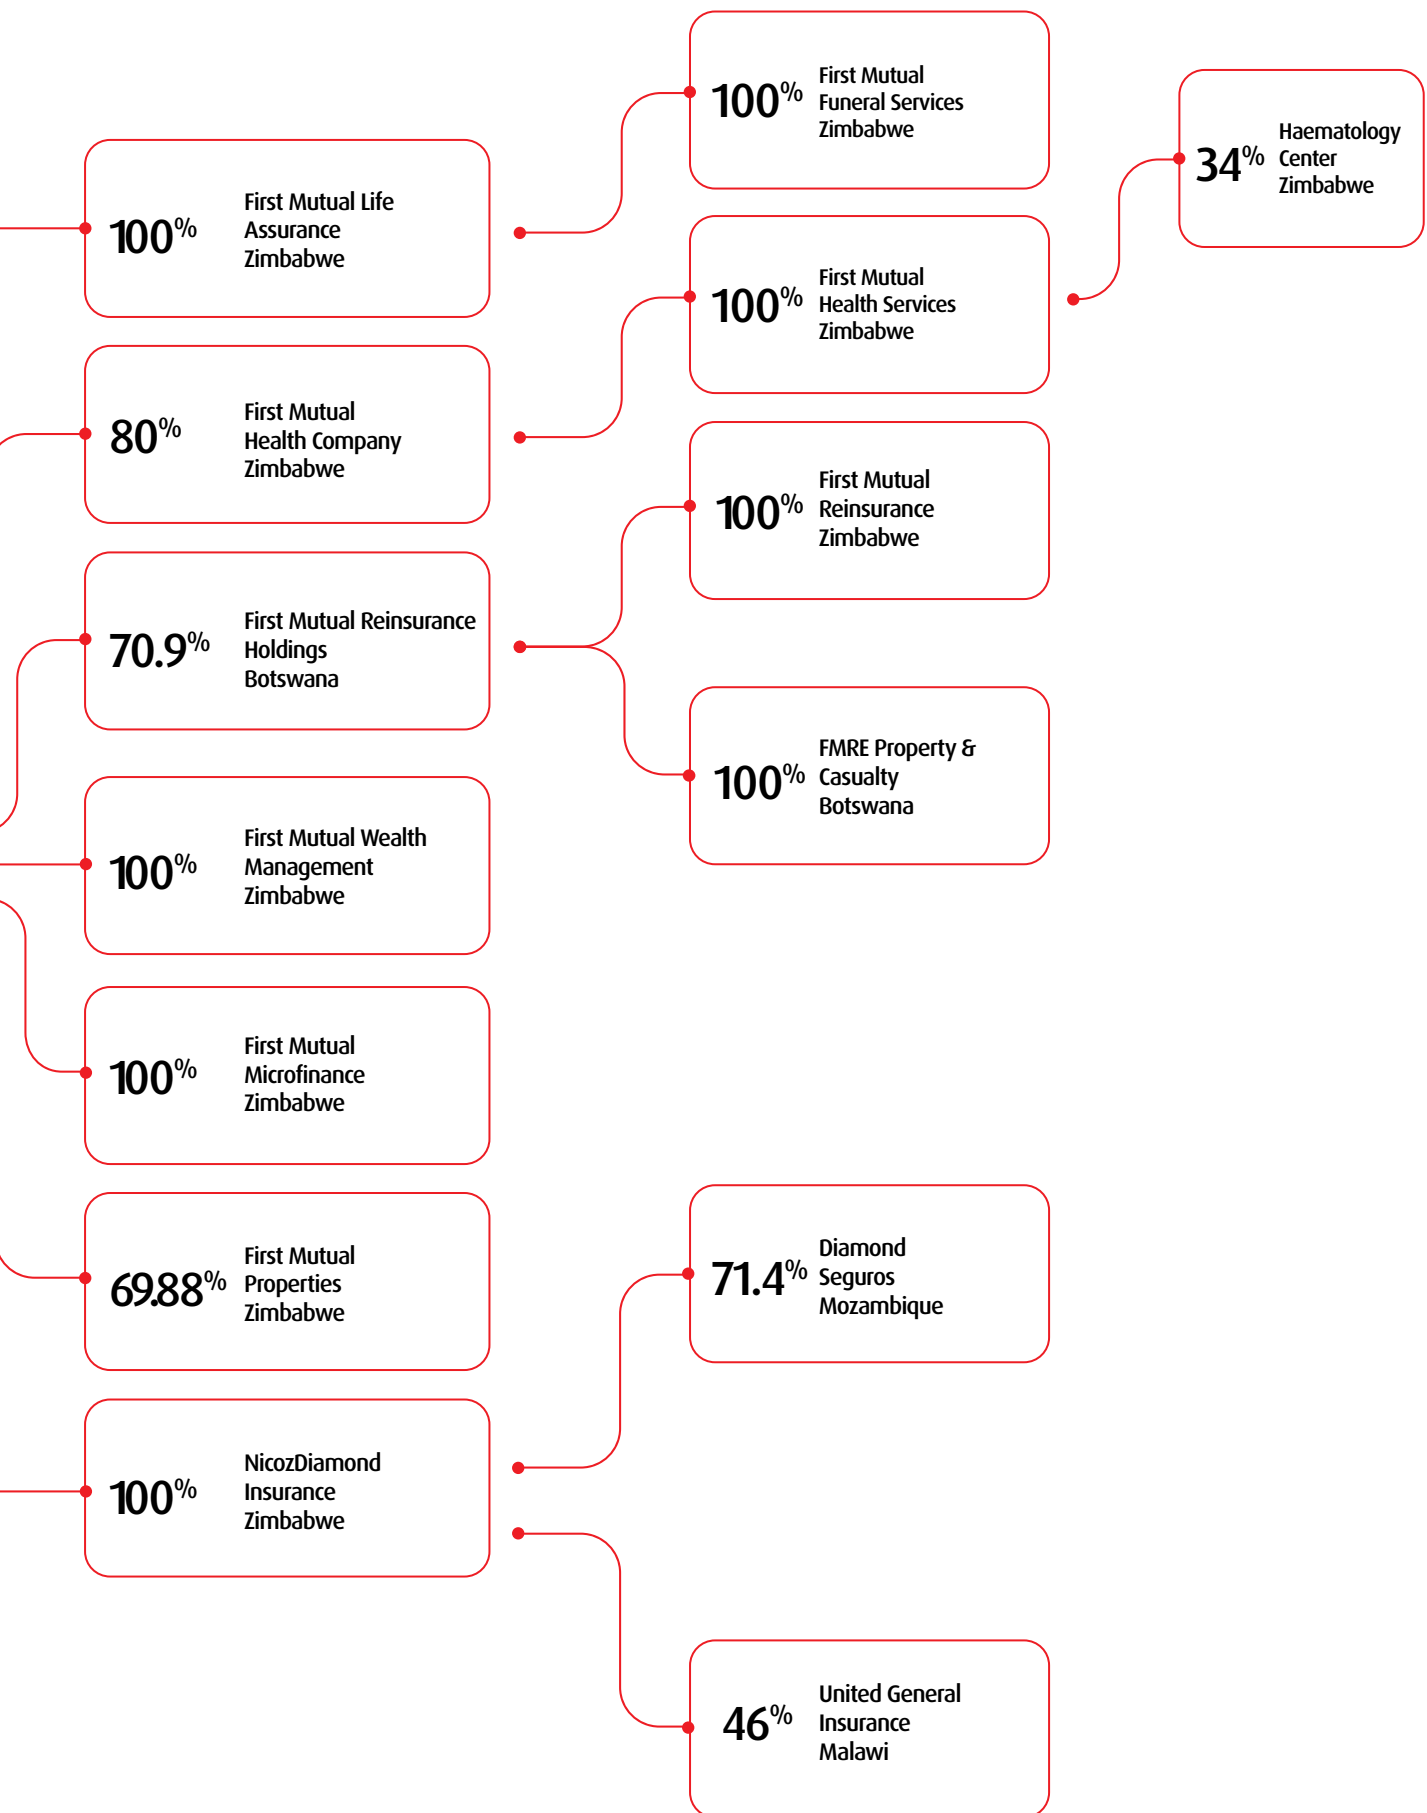 100%
First Mutual Life
Assurance
Zimbabwe
80%
First Mutual
Health Company
Zimbabwe
70.9%
First Mutual Reinsurance
Holdings
Botswana
100%
First Mutual Wealth
Management
Zimbabwe
100%
First Mutual
Microfinance
Zimbabwe
69.88%
First Mutual
Properties
Zimbabwe
100%
NicozDiamond
Insurance
Zimbabwe
100%
First Mutual
Funeral Services
Zimbabwe
100%
First Mutual
Health Services
Zimbabwe
100%
First Mutual
Reinsurance
Zimbabwe
100%
FMRE Property &
Casualty
Botswana
71.4%
Diamond
Seguros
Mozambique
46%
United General
Insurance
Malawi
34%
Haematology
Center
Zimbabwe